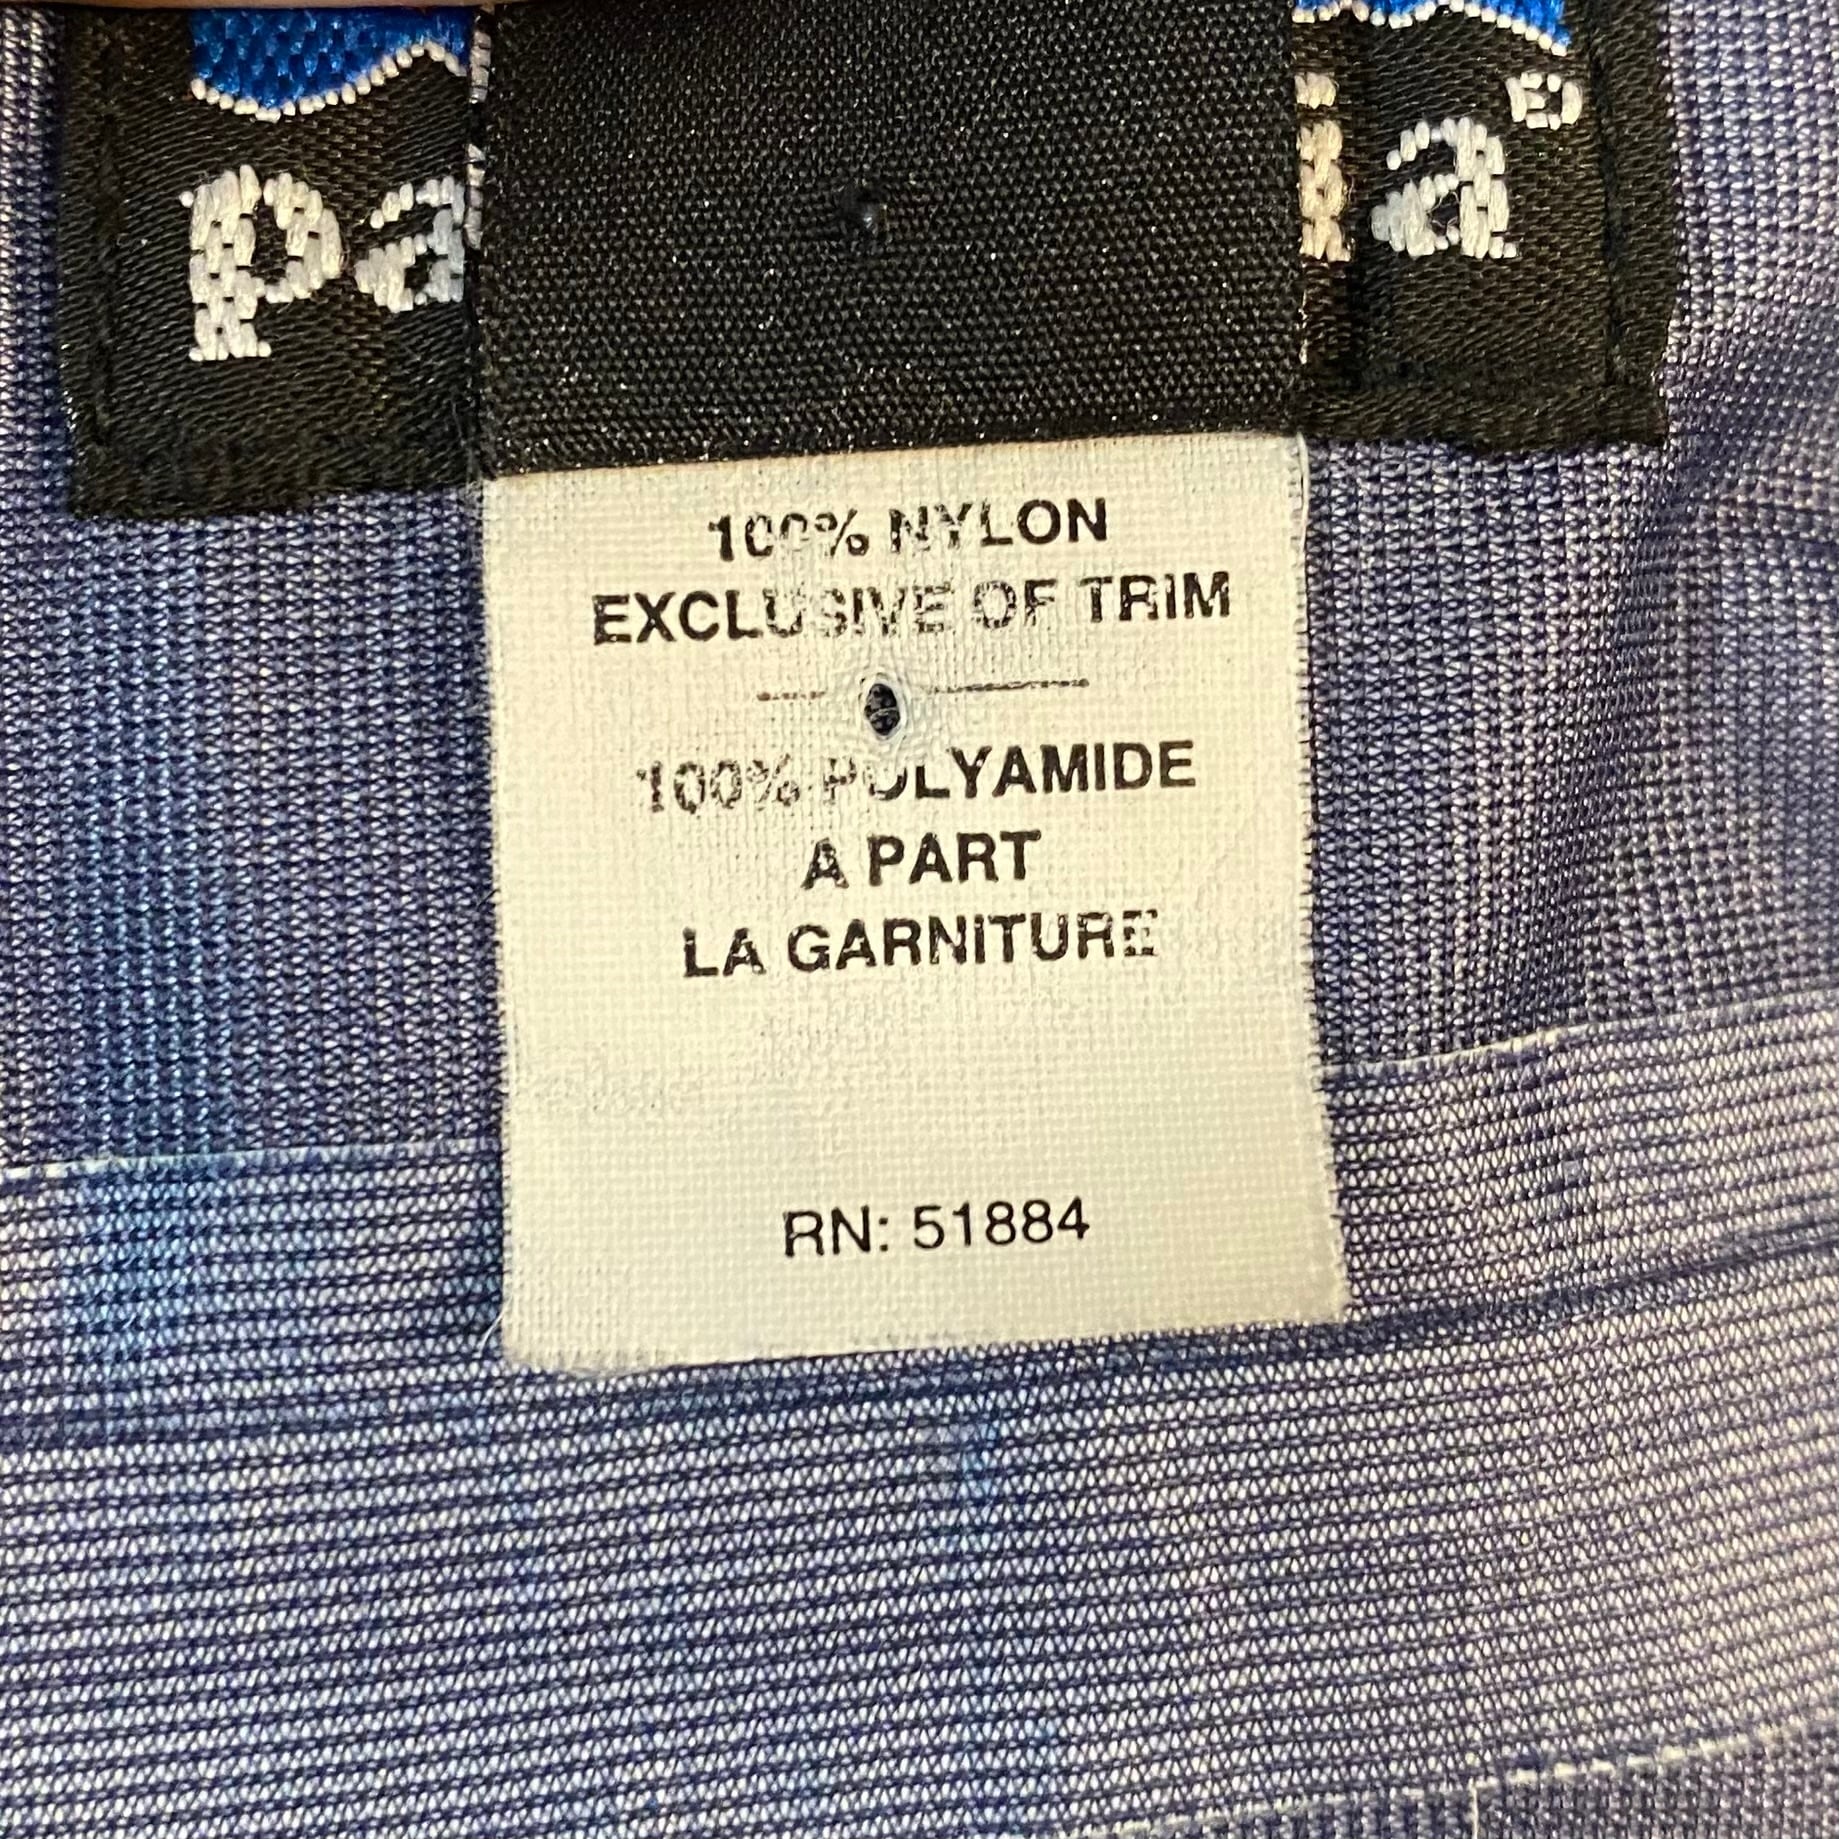 pa ia®
100% NYLON
EXCLUSIVE OF TRIM
100% POLYAMIDE
A PART
LA GARNITURE
RN: 51884